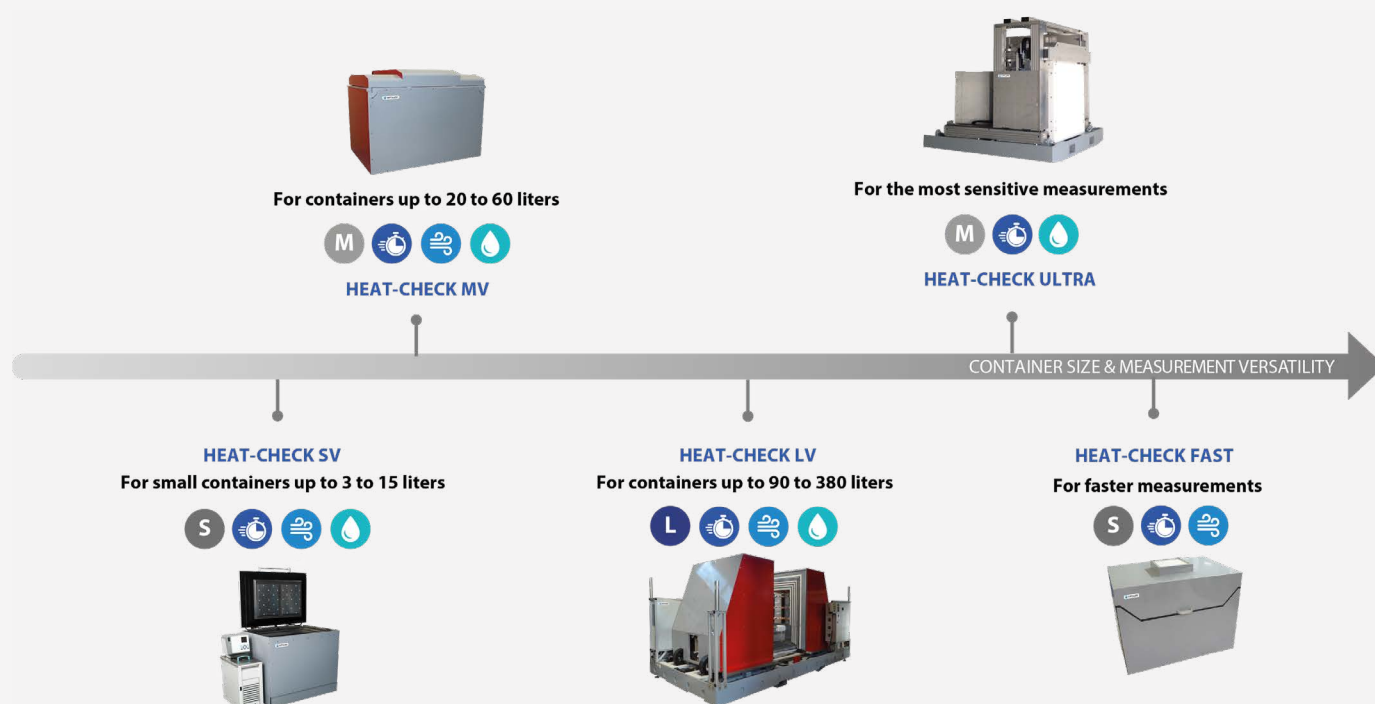 For containers up to 20 to 60 liters
M
HEAT-CHECK MV
For the most sensitive measurements
M
HEAT-CHECK ULTRA
CONTAINER SIZE & MEASUREMENT VERSATILITY
HEAT-CHECK SV
For small containers up to 3 to 15 liters
S
HEAT-CHECK LV
For containers up to 90 to 380 liters
L
HEAT-CHECK FAST
For faster measurements
S